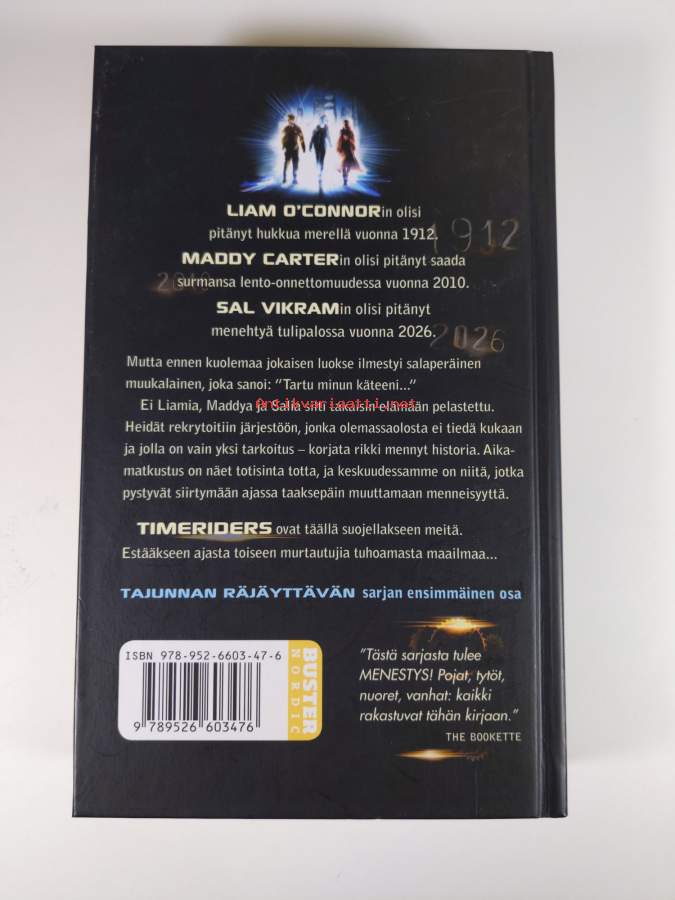 LIAM O'CONNORin olisi
pitänyt hukkua merellä vuonna 1912.
1912
MADDY CARTERin olisi pitänyt saada
surmansa lento-onnettomuudessa vuonna 2010.
2010
SAL VIKRAMin olisi pitänyt
menehtyä tulipalossa vuonna 2026.
2026
Mutta ennen kuolemaa jokaisen luokse ilmestyi salaperäinen
muukalainen, joka sanoi: "Tartu minun käteeni..."
Ei Liamia, Maddya ja Salia silti takaisin elämään pelastettu.
Antikvariaatti.net
Heidät rekrytoitiin järjestöön, jonka olemassaolosta ei tiedä kukaan
ja jolla on vain yksi tarkoitus – korjata rikki mennyt historia. Aika-
matkustus on näet totisinta totta, ja keskuudessamme on niitä, jotka
pystyvät siirtymään ajassa taaksepäin muuttamaan menneisyyttä.
TIMERIDERS ovat täällä suojellakseen meitä.
Estääkseen ajasta toiseen murtautujia tuhoamasta maailmaa...
TAJUNNAN RÄJÄYTTÄVÄN sarjan ensimmäinen osa
ISBN 978-952-6603-47-6
9 789526 603476
BUSTER
NORDIC
"Tästä sarjasta tulee
MENESTYS! Pojat, tytöt,
nuoret, vanhat: kaikki
rakastuvat tähän kirjaan."
THE BOOKETTE